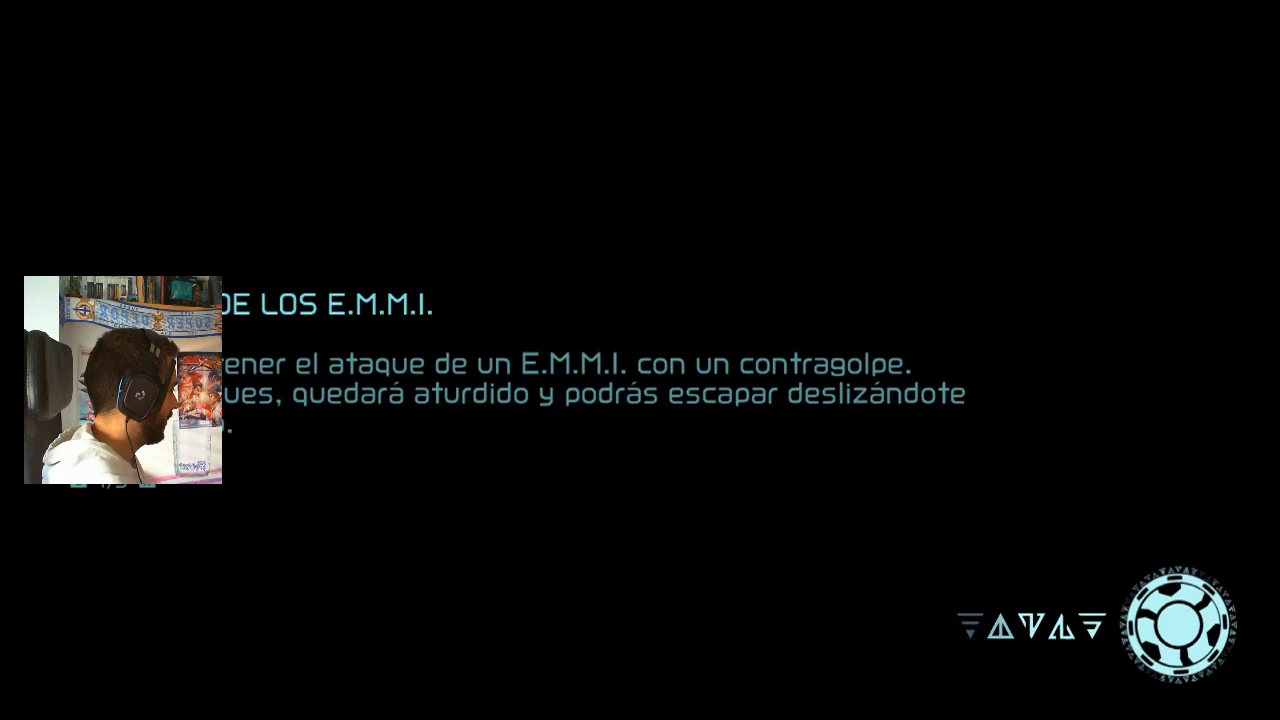 DE LOS E.M.M.I.
ener el ataque de un E.M.M.I. con un contragolpe.
ues, quedará aturdido y podrás escapar deslizándote